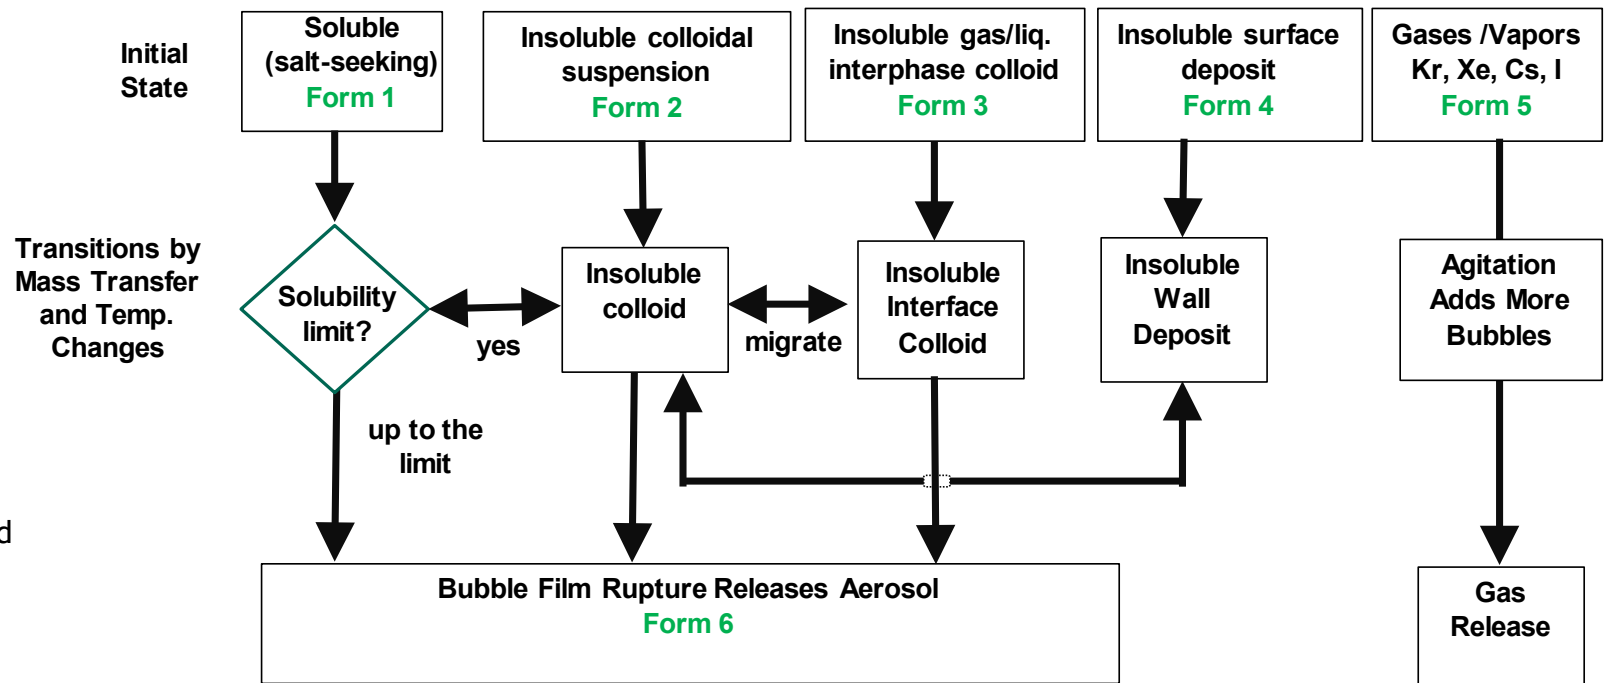 Initial
State
Soluble
(salt-seeking)
Form 1
Insoluble colloidal
suspension
Form 2
Insoluble gas/liq.
interphase colloid
Form 3
Insoluble surface
deposit
Form 4
Gases /Vapors
Kr, Xe, Cs, I
Form 5
Transitions by
Mass Transfer
and Temp.
Changes
Solubility
limit?
yes
Insoluble
colloid
migrate
Insoluble
Interface
Colloid
Insoluble
Wall
Deposit
Agitation
Adds More
Bubbles
up to the
limit
d
Bubble Film Rupture Releases Aerosol
Form 6
Gas
Release